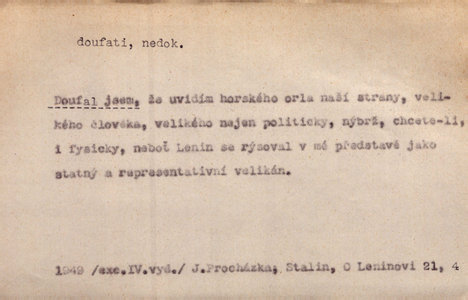 doufati, nedok.
Doufal jsem, že uvidím horského orla naší strany, veli-
kého člověka, velikého nejen politicky, nýbrž, chcete-li,
i fysicky, neboť Lenin se rýsoval v mé představě jako
statný a representativní velikán.
1949 /exc.IV.vyd./ J.Procházka, Stalin, O Leninovi 21, 4